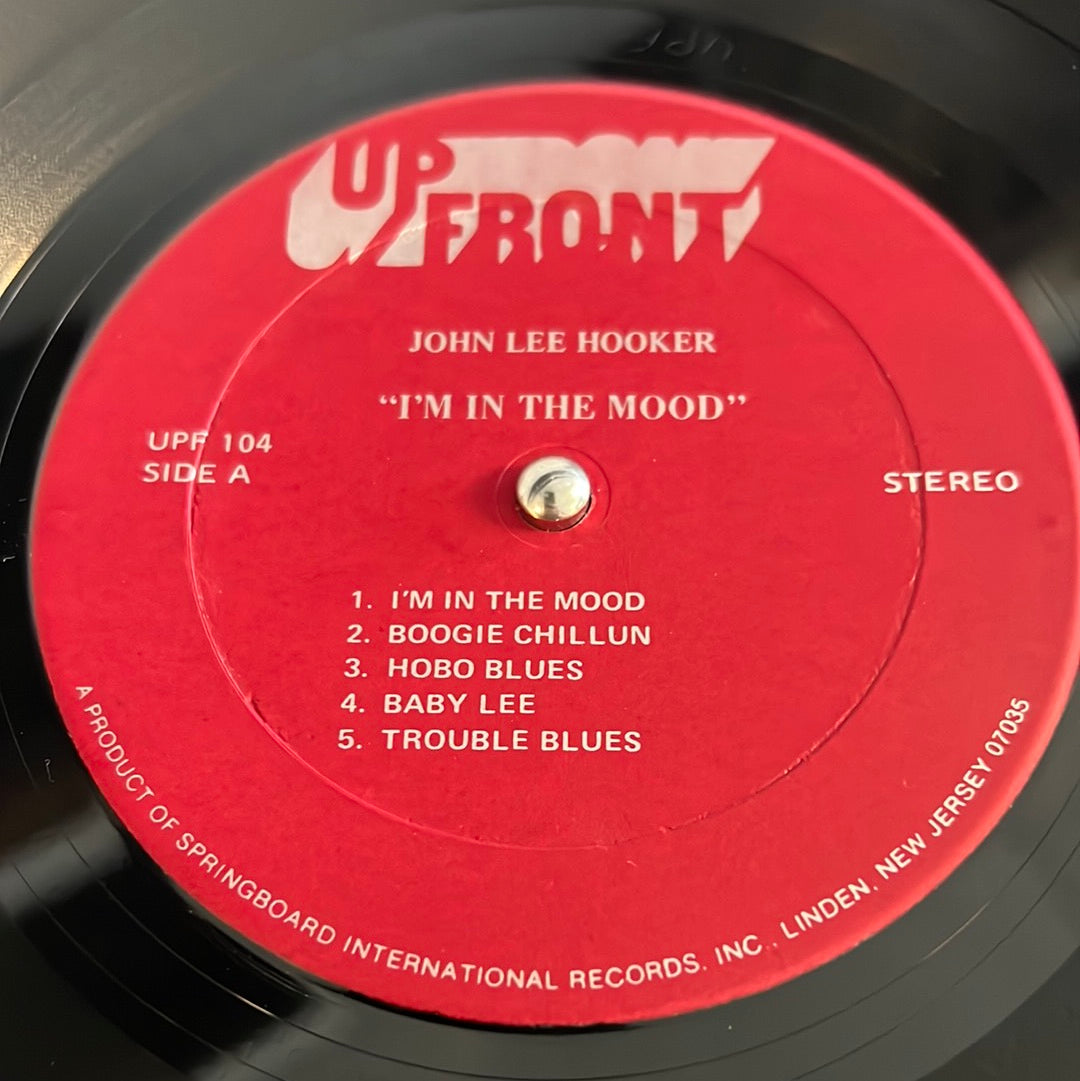 UP FRONT
JOHN LEE HOOKER
“I'M IN THE MOOD”
UPF 104
SIDE A
STEREO
1. I'M IN THE MOOD
2. BOOGIE CHILLUN
3. HOBO BLUES
4. BABY LEE
5. TROUBLE BLUES
A PRODUCT OF SPRINGBOARD INTERNATIONAL RECORDS, INC., LINDEN, NEW JERSEY 07035